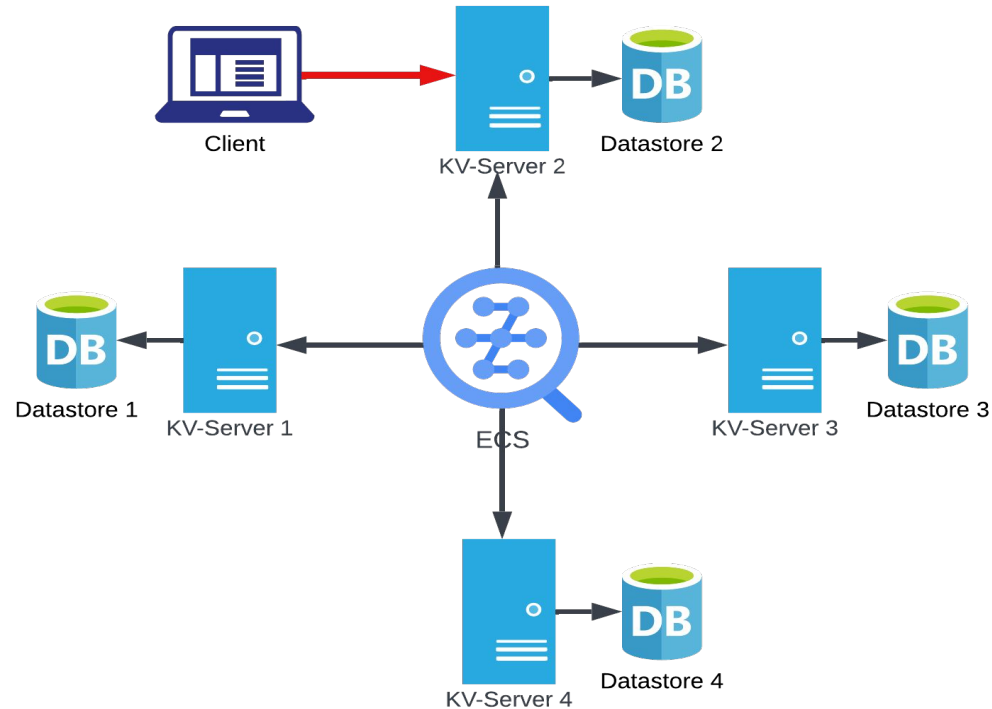 DB
Client
Datastore 2
KV-Server 2
DB
DB
Datastore 1
KV-Server 1
ECS
KV-Server 3
Datastore 3
DB
Datastore 4
KV-Server 4